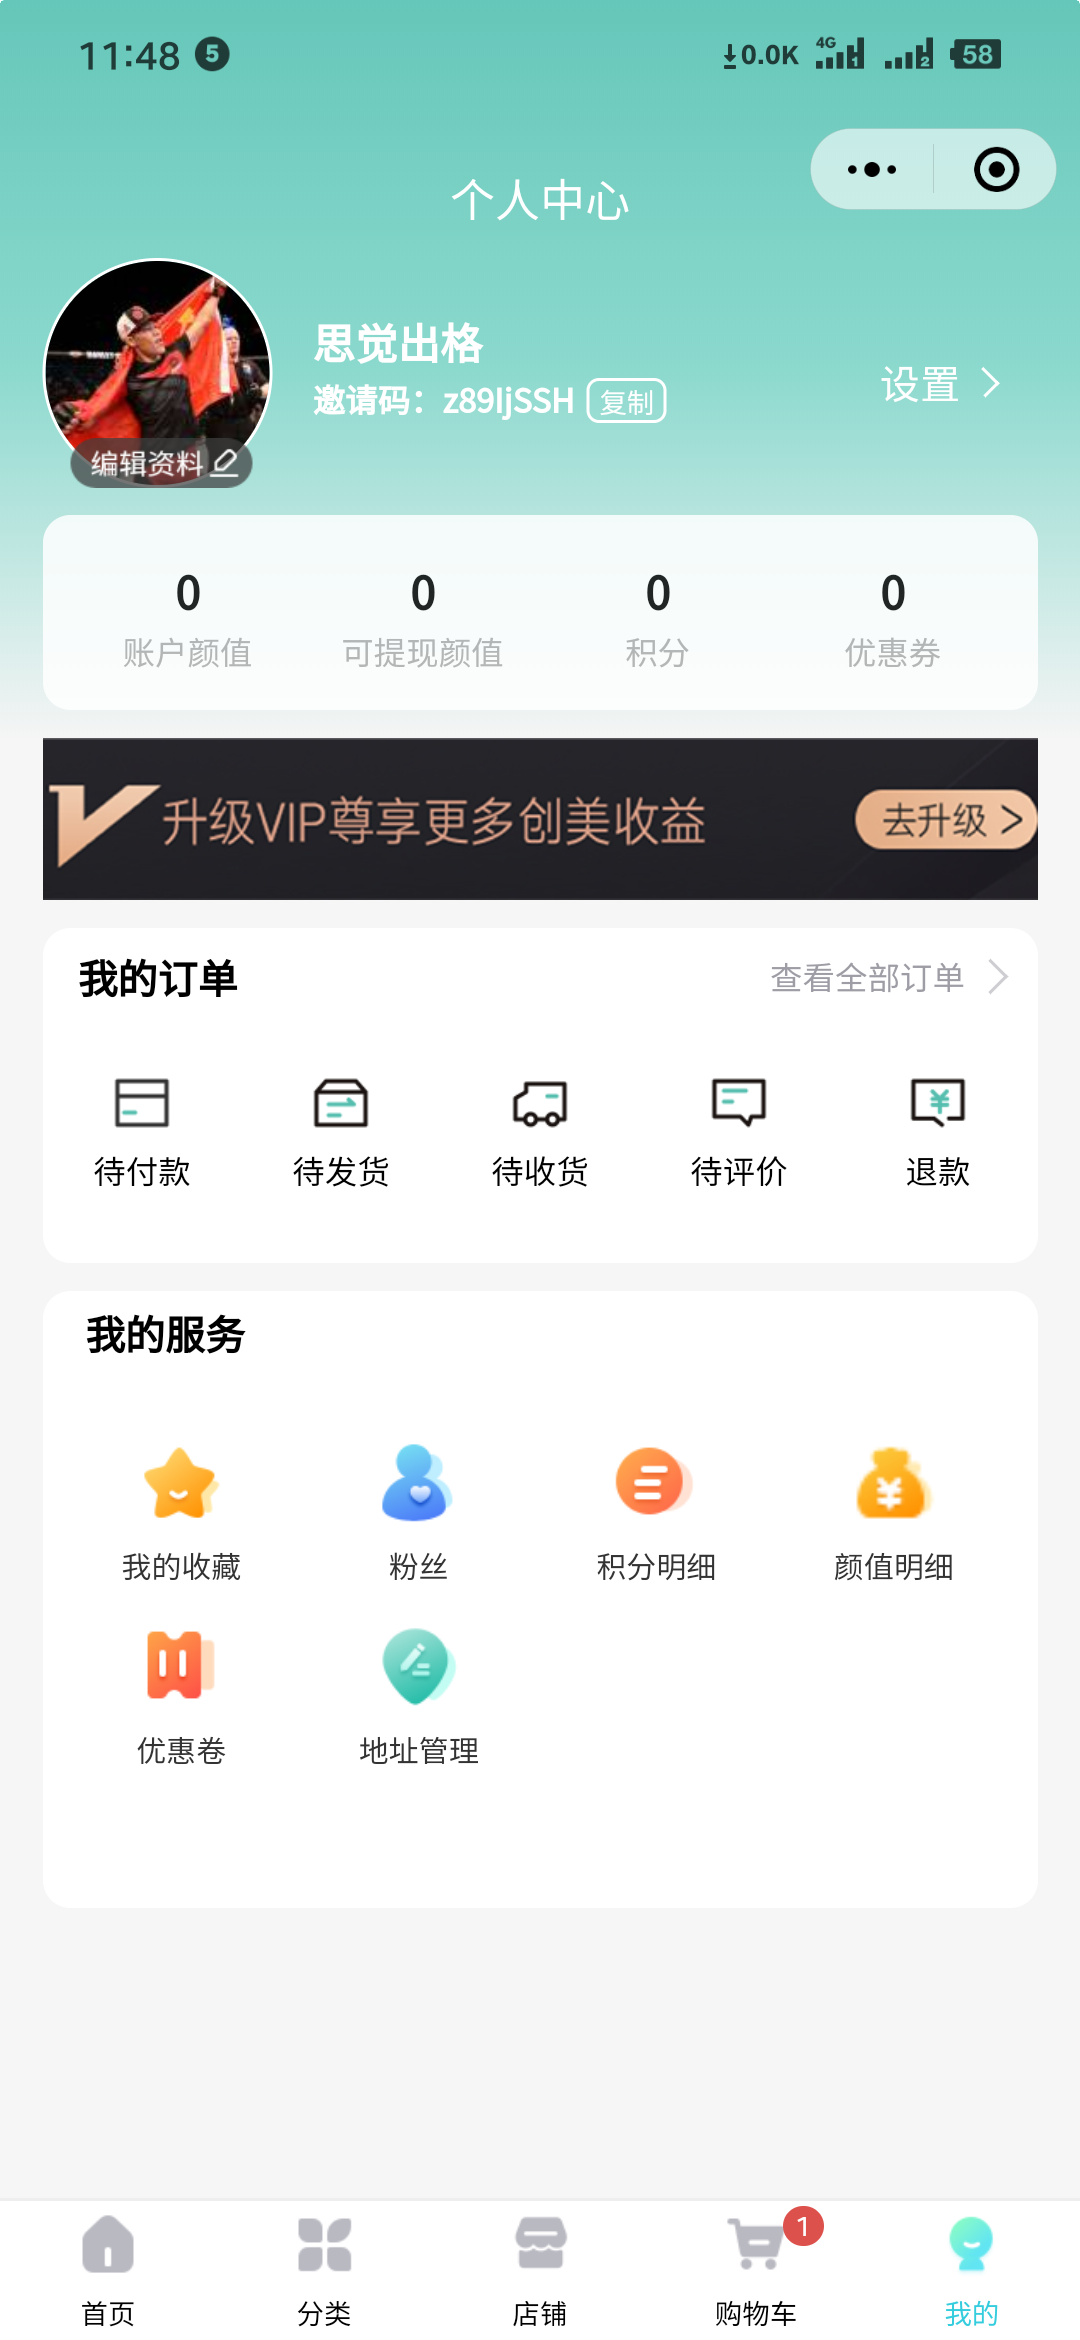 11:48 5
0.0K 4G 1 2 58
个人中心
思觉出格
邀请码：z89IjSSH 复制
设置
编辑资料
0 0 0 0
账户颜值 可提现颜值 积分 优惠券
升级VIP尊享更多创美收益 去升级 >
我的订单 查看全部订单
待付款 待发货 待收货 待评价 退款
我的服务
我的收藏 粉丝 积分明细 颜值明细
优惠卷 地址管理
1
首页 分类 店铺 购物车 我的